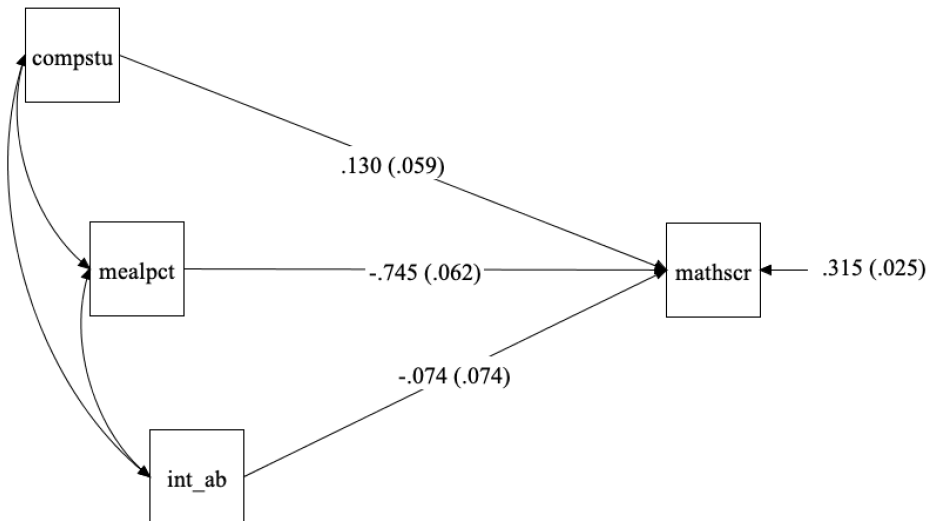 compstu
.130 (.059)
mealpct
-.745 (.062)
mathscr
.315 (.025)
-.074 (.074)
int_ab